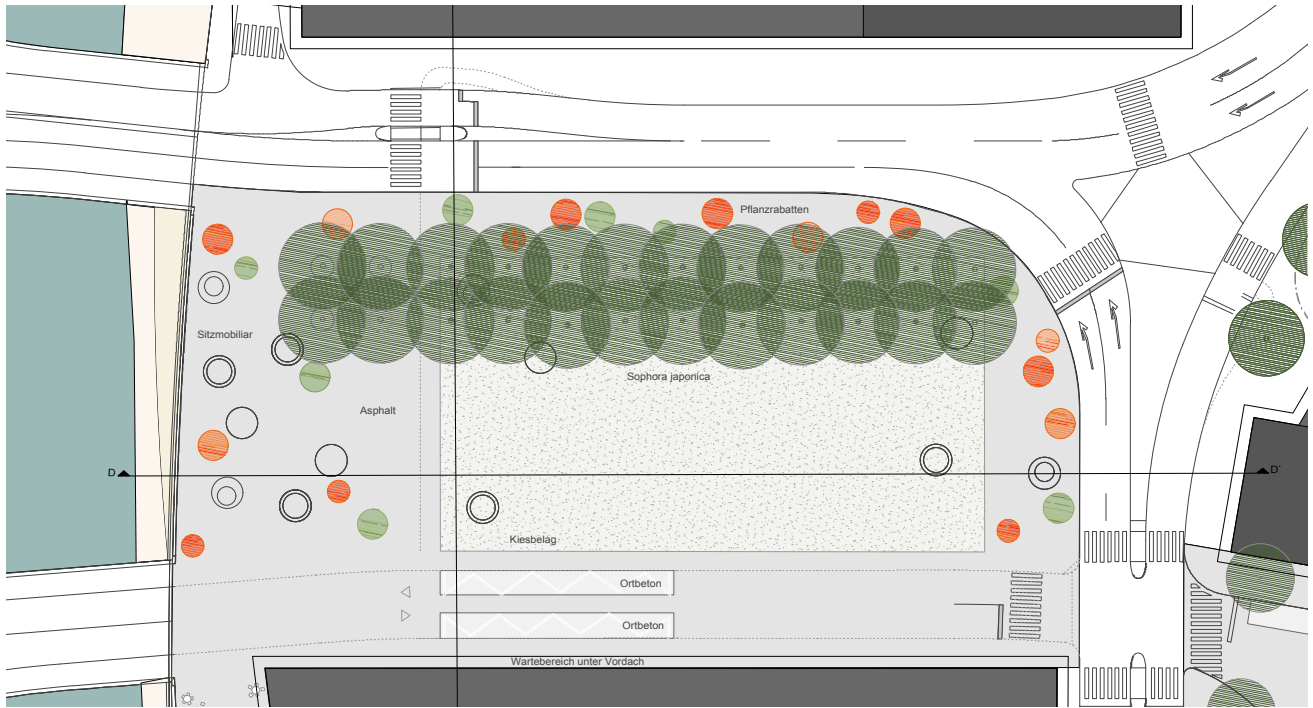 Pflanzrabatten
Sitzmobiliar
Sophora japonica
Asphalt
D
D'
Kiesbelag
Ortbeton
Ortbeton
Wartebereich unter Vordach